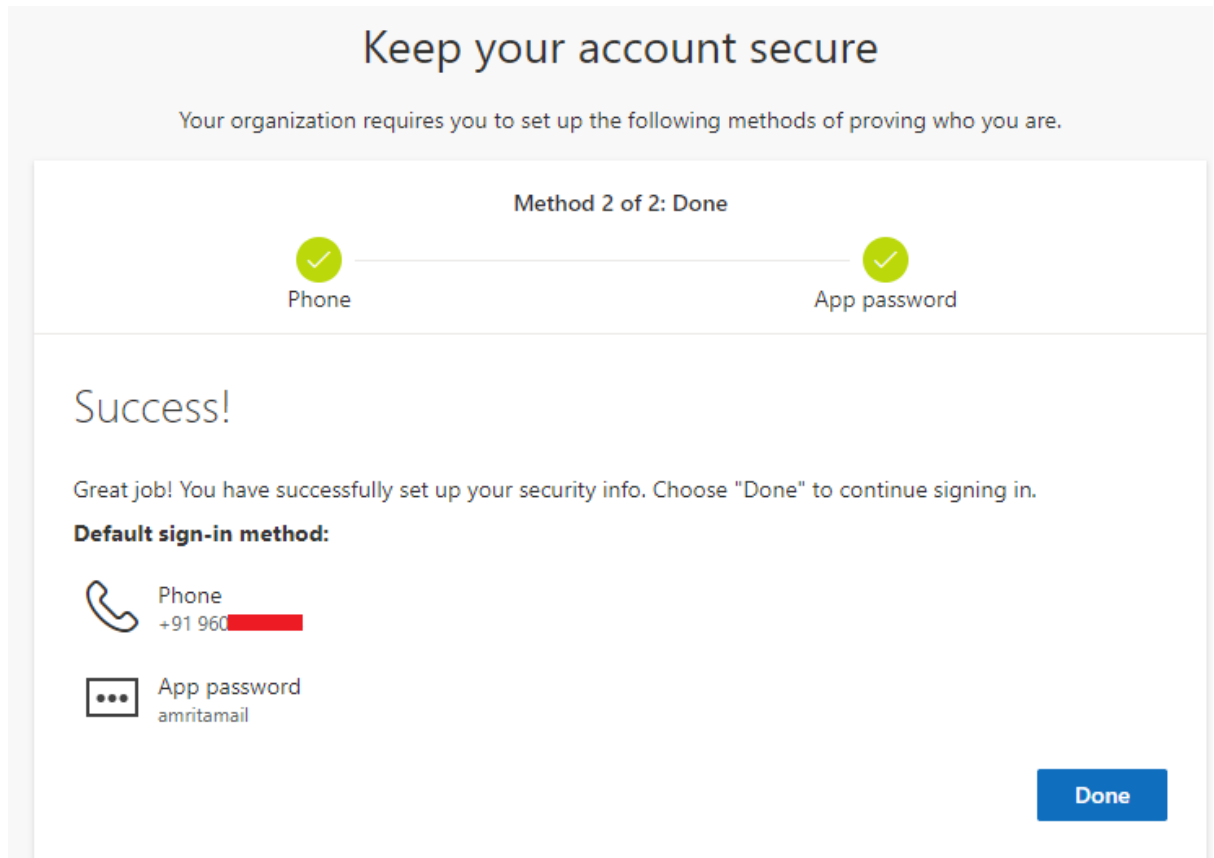 Keep your account secure
Your organization requires you to set up the following methods of proving who you are.
Method 2 of 2: Done
Phone
App password
Success!
Great job! You have successfully set up your security info. Choose "Done" to continue signing in.
Default sign-in method:
Phone
+91 960
App password
amritamail
Done